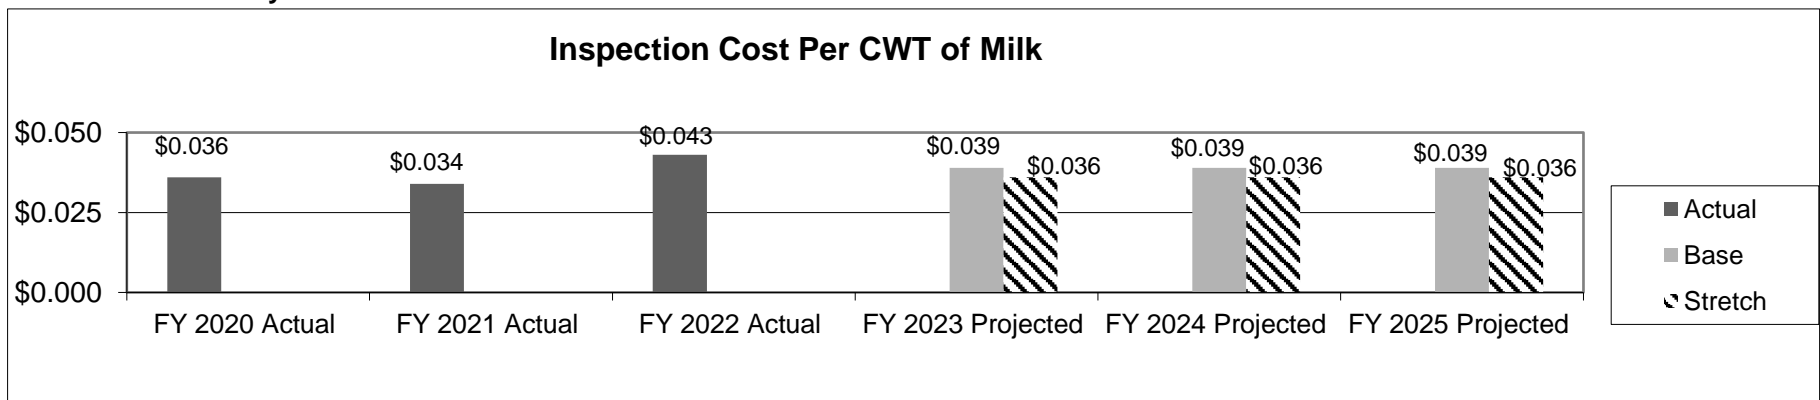 Inspection Cost Per CWT of Milk
$0.050
$0.025
$0.000
$0.036
$0.034
$0.043
$0.039
$0.036
$0.039
$0.036
$0.039
$0.036
FY 2020 Actual
FY 2021 Actual
FY 2022 Actual
FY 2023 Projected
FY 2024 Projected
FY 2025 Projected
Actual
Base
Stretch